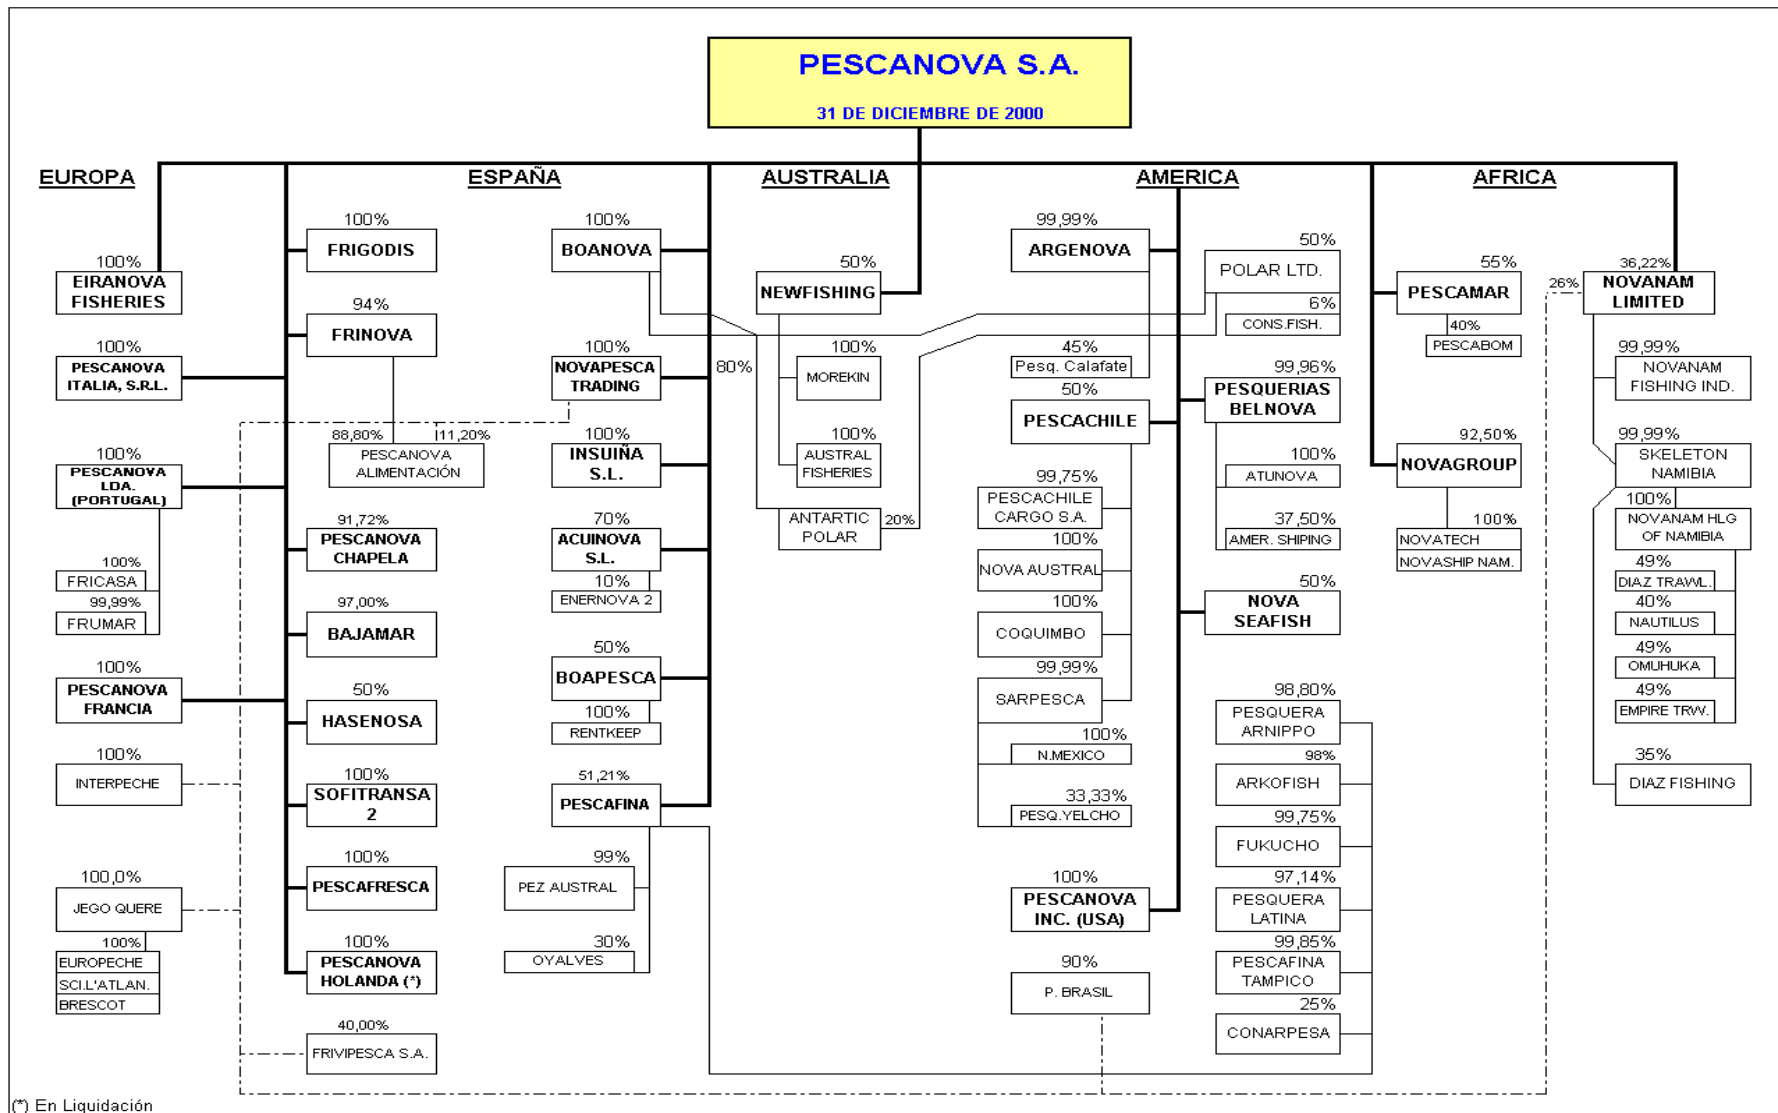 PESCANOVA S.A.
31 DE DICIEMBRE DE 2000
EUROPA
ESPAÑA
AUSTRALIA
AMERICA
AFRICA
100%
EIRANOVA
FISHERIES
100%
PESCANOVA
ITALIA, S.R.L.
100%
PESCANOVA
LDA.
(PORTUGAL)
100%
FRICASA
99,99%
FRUMAR
100%
PESCANOVA
FRANCIA
100%
INTERPECHE
100,0%
JEGO QUERE
100%
EUROPECHE
SCI.L'ATLAN.
BRESCOT
100%
FRIGODIS
94%
FRINOVA
88,80%
11,20%
PESCANOVA
ALIMENTACIÓN
91,72%
PESCANOVA
CHAPELA
97,00%
BAJAMAR
50%
HASENOSA
100%
SOFITRANSA
2
100%
PESCAFRESCA
100%
PESCANOVA
HOLANDA (*)
40,00%
FRIVIPESCA S.A.
100%
BOANOVA
100%
NOVAPESCA
TRADING
80%
100%
INSUIÑA
S.L.
70%
ACUINOVA
S.L.
10%
ENERNOVA 2
50%
BOAPESCA
100%
RENTKEEP
51,21%
PESCAFINA
99%
PEZ AUSTRAL
30%
OYALVES
50%
NEWFISHING
100%
MOREKIN
100%
AUSTRAL
FISHERIES
ANTARTIC
POLAR
20%
99,99%
ARGENOVA
45%
Pesq. Calafate
50%
PESCACHILE
99,75%
PESCACHILE
CARGO S.A.
100%
NOVA AUSTRAL
100%
COQUIMBO
99,99%
SARPESCA
100%
N.MEXICO
33,33%
PESQ.YELCHO
100%
PESCANOVA
INC. (USA)
90%
P. BRASIL
50%
POLAR LTD.
6%
CONS.FISH.
99,96%
PESQUERIAS
BELNOVA
100%
ATUNOVA
37,50%
AMER. SHIPING
50%
NOVA
SEAFISH
98,80%
PESQUERA
ARNIPPO
98%
ARKOFISH
99,75%
FUKUCHO
97,14%
PESQUERA
LATINA
99,85%
PESCAFINA
TAMPICO
25%
CONARPESA
55%
PESCAMAR
40%
PESCABOM
92,50%
NOVAGROUP
100%
NOVATECH
NOVASHIP NAM.
36,22%
26%
NOVANAM
LIMITED
99,99%
NOVANAM
FISHING IND.
99,99%
SKELETON
NAMIBIA
100%
NOVANAM HLG
OF NAMIBIA
49%
DIAZ TRAWL.
40%
NAUTILUS
49%
OMUHUKA
49%
EMPIRE TRW.
35%
DIAZ FISHING
(*) En Liquidación